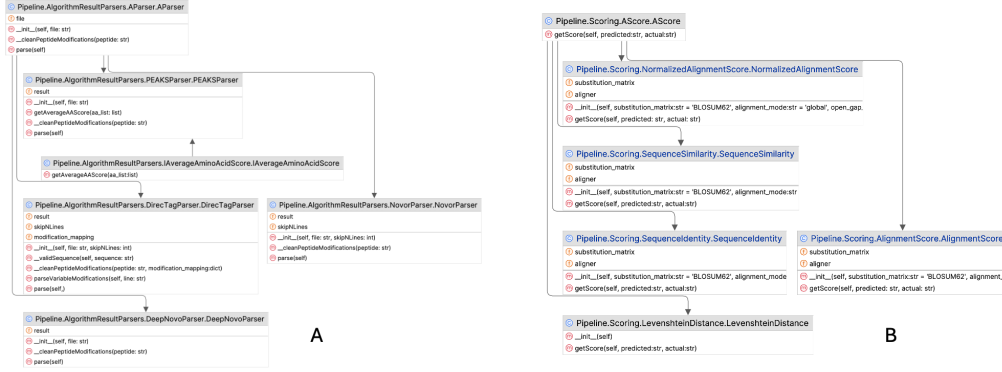 Pipeline.AlgorithmResultParsers.AParser.AParser
file
__init__(self, file: str)
__cleanPeptideModifications(peptide: str)
parse(self)
Pipeline.AlgorithmResultParsers.PEAKSParser.PEAKSParser
result
__init__(self, file: str)
getAverageAAScore(aa_list: list)
__cleanPeptideModifications(peptide: str)
parse(self)
Pipeline.AlgorithmResultParsers.IAverageAminoAcidScore.IAverageAminoAcidScore
getAverageAAScore(aa_list:list)
Pipeline.AlgorithmResultParsers.DirecTagParser.DirecTagParser
result
skipNLines
modification_mapping
__init__(self, file: str, skipNLines: int)
__validSequence(self, sequence: str)
__cleanPeptideModifications(peptide: str, modification_mapping:dict)
parseVariableModifications(self, line: str)
parse(self,)
Pipeline.AlgorithmResultParsers.NovorParser.NovorParser
result
skipNLines
__init__(self, file: str, skipNLines: int)
__cleanPeptideModifications(peptide: str)
parse(self)
Pipeline.AlgorithmResultParsers.DeepNovoParser.DeepNovoParser
result
__init__(self, file: str)
__cleanPeptideModifications(peptide: str)
parse(self)
A
Pipeline.Scoring.AScore.AScore
getScore(self, predicted:str, actual:str)
Pipeline.Scoring.NormalizedAlignmentScore.NormalizedAlignmentScore
substitution_matrix
aligner
__init__(self, substitution_matrix:str = 'BLOSUM62', alignment_mode:str = 'global', open_gap_
getScore(self, predicted: str, actual: str)
Pipeline.Scoring.SequenceSimilarity.SequenceSimilarity
substitution_matrix
aligner
__init__(self, substitution_matrix:str = 'BLOSUM62', alignment_mode:str
getScore(self, predicted:str, actual:str)
Pipeline.Scoring.SequenceIdentity.SequenceIdentity
substitution_matrix
aligner
__init__(self, substitution_matrix:str = 'BLOSUM62', alignment_mode
getScore(self, predicted:str, actual:str)
Pipeline.Scoring.AlignmentScore.AlignmentScore
substitution_matrix
aligner
__init__(self, substitution_matrix:str = 'BLOSUM62', alignment_
getScore(self, predicted: str, actual: str)
Pipeline.Scoring.LevenshteinDistance.LevenshteinDistance
__init__(self)
getScore(self, predicted:str, actual:str)
B